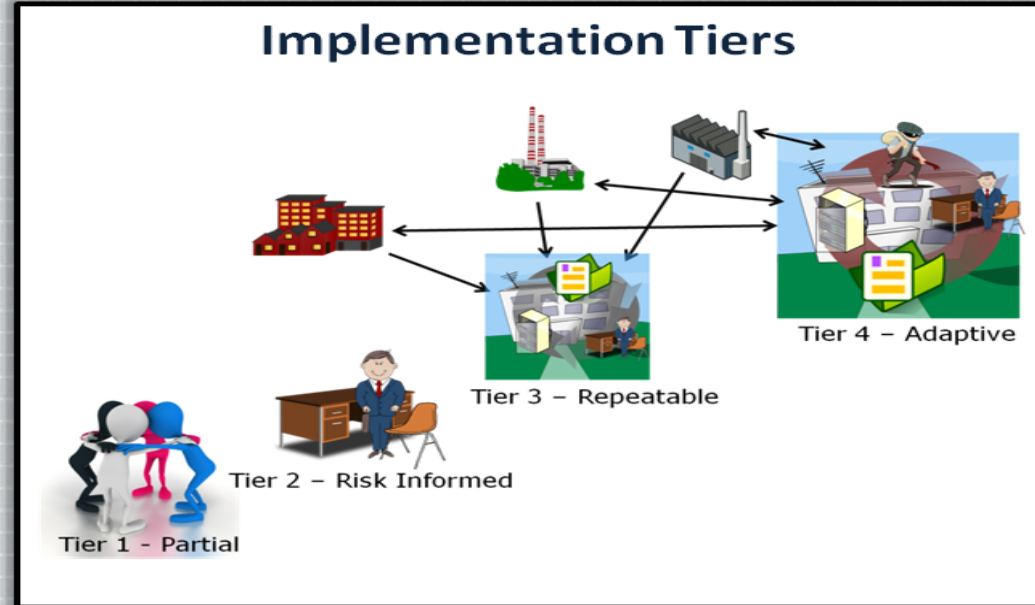 Implementation Tiers
Tier 4 – Adaptive
Tier 3 – Repeatable
Tier 2 – Risk Informed
Tier 1 - Partial